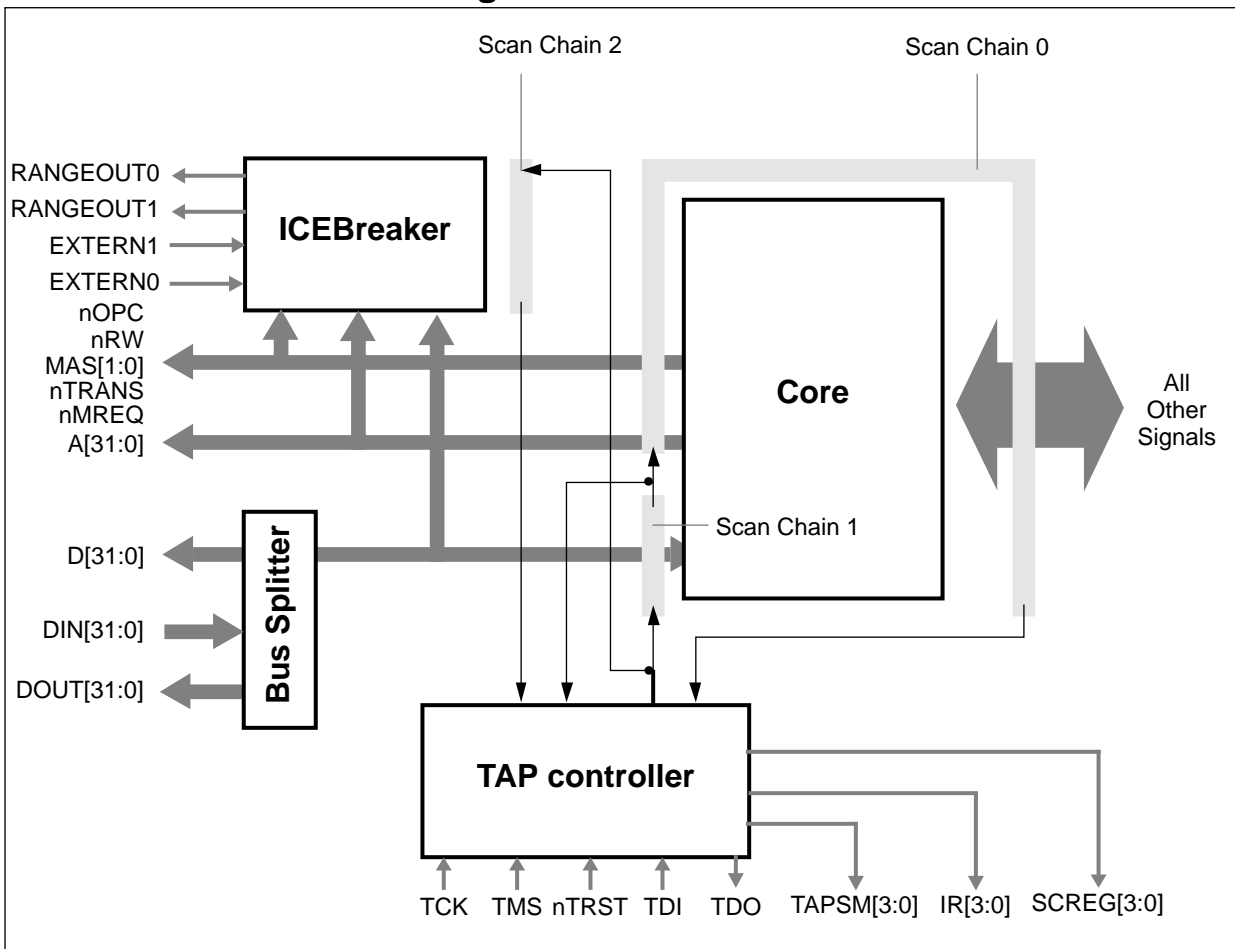 Scan Chain 2
Scan Chain 0
RANGEOUT0
RANGEOUT1
EXTERN1
EXTERN0
nOPC
nRW
MAS[1:0]
nTRANS
nMREQ
A[31:0]
ICEBreaker
Core
All
Other
Signals
Scan Chain 1
D[31:0]
DIN[31:0]
DOUT[31:0]
Bus Splitter
TAP controller
TCK
TMS
nTRST
TDI
TDO
TAPSM[3:0]
IR[3:0]
SCREG[3:0]